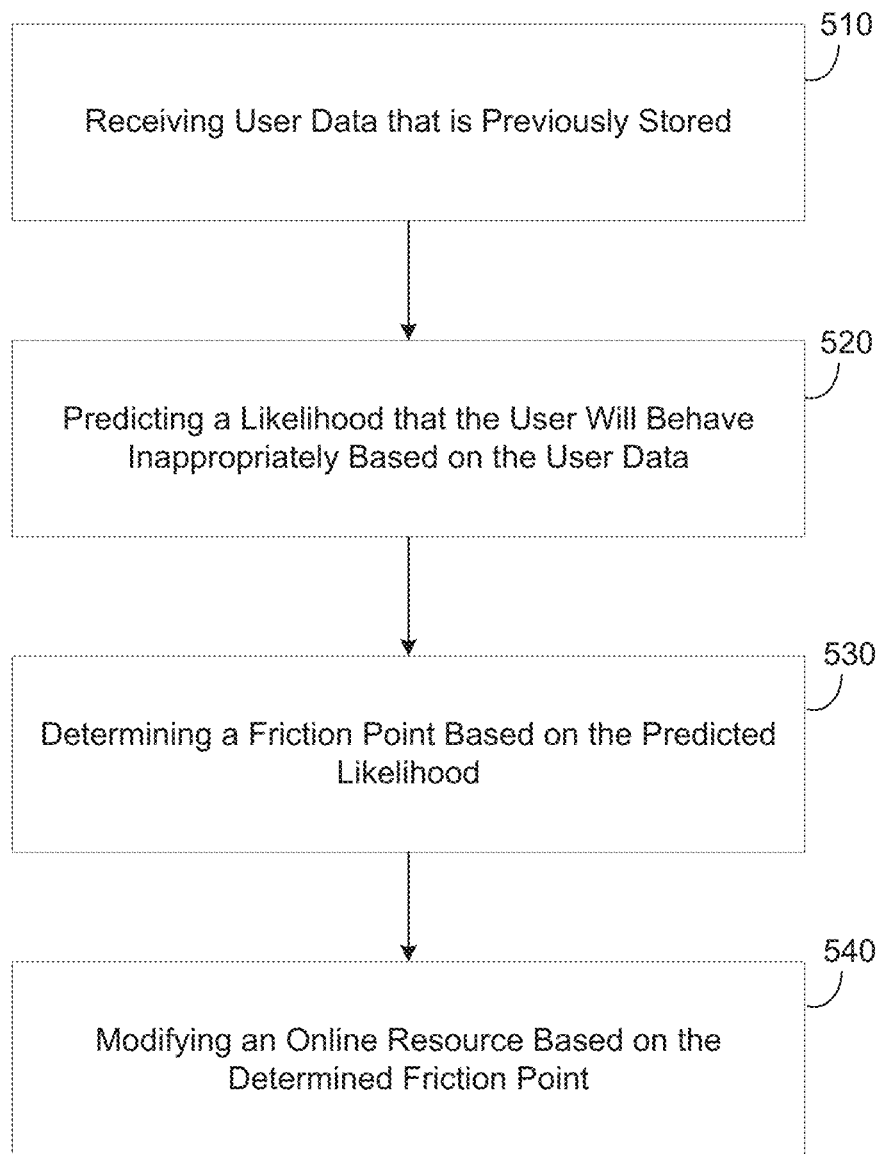 510
Receiving User Data that is Previously Stored
520
Predicting a Likelihood that the User Will Behave
Inappropriately Based on the User Data
530
Determining a Friction Point Based on the Predicted
Likelihood
540
Modifying an Online Resource Based on the
Determined Friction Point